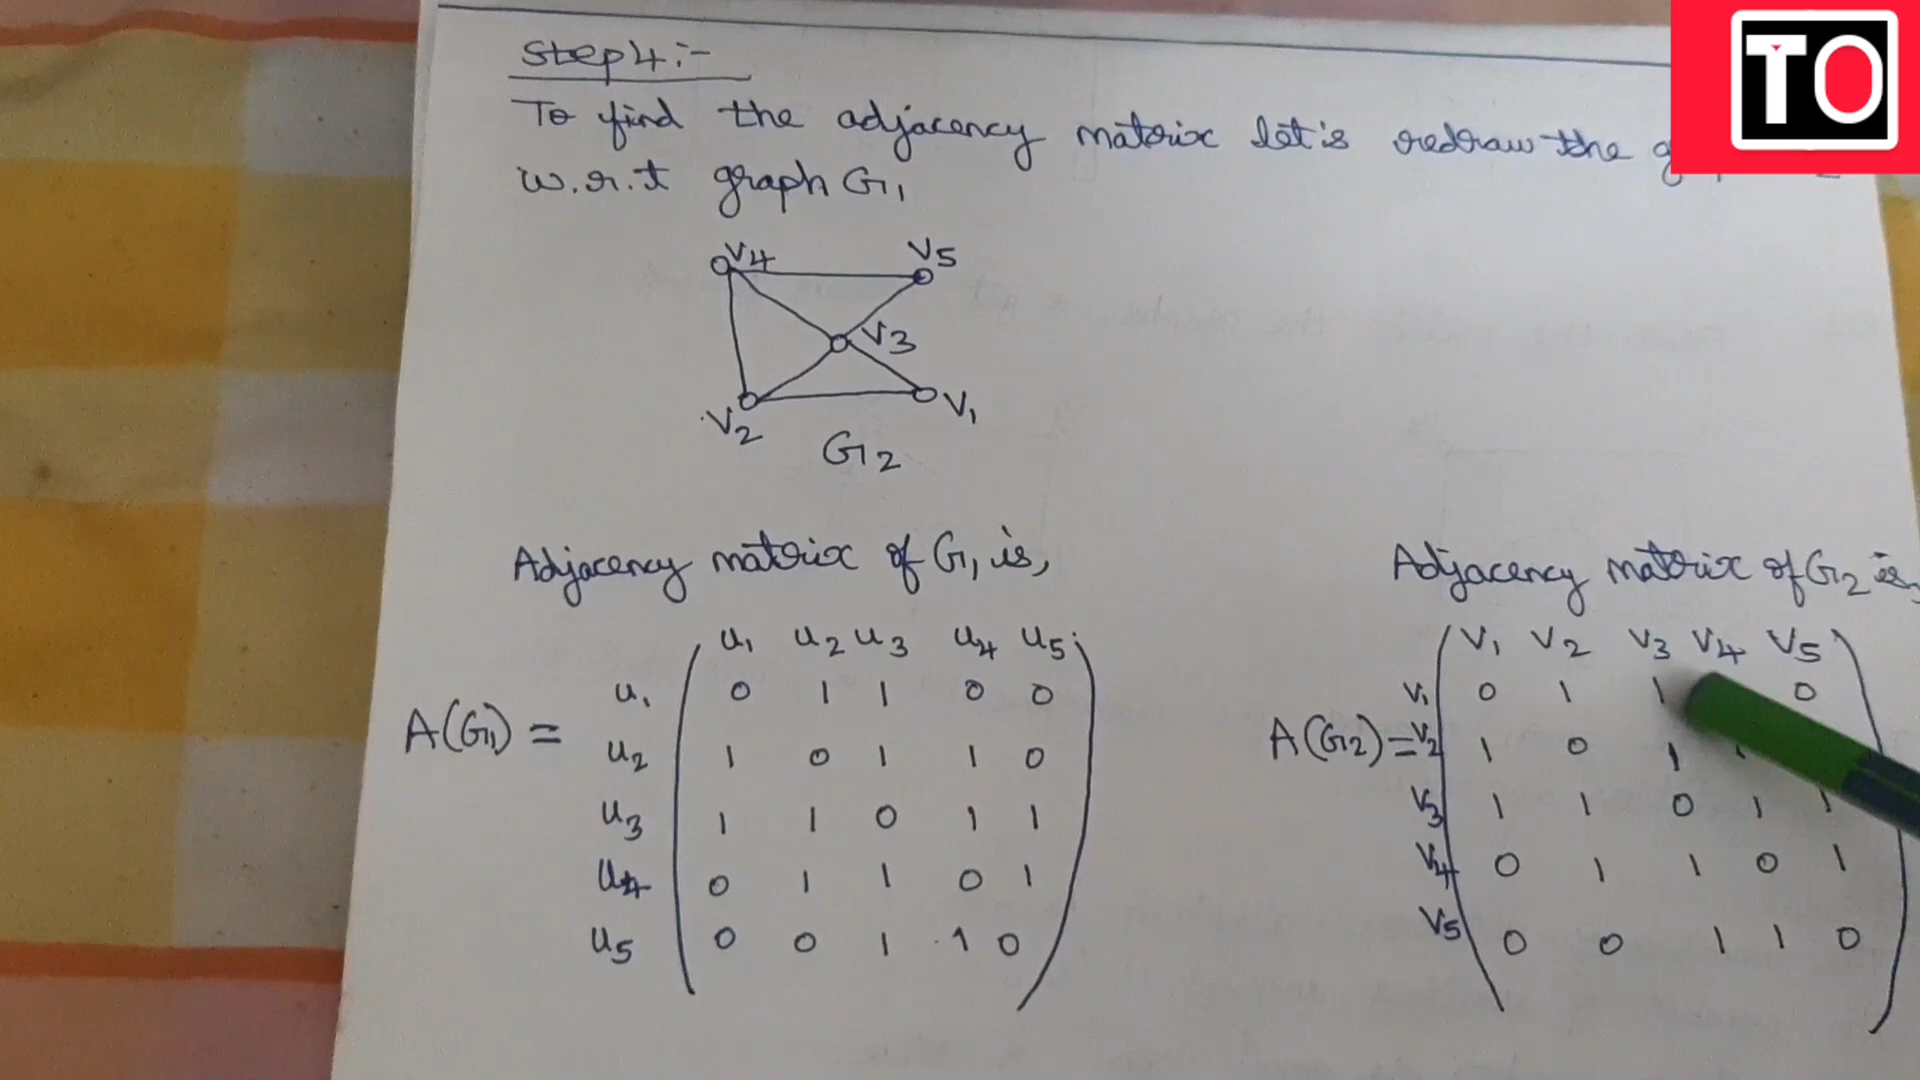 TO
Step4:-
To find the adjacency matrix let's redraw the
w.r.t graph G1
V4 V5
V3
V2 V1
G2
Adjacency matrix of G1 is,
u1 u2 u3 u4 u5
u1 0 1 1 0 0
A(G1) =
u2 1 0 1 1 0
u3 1 1 0 1 1
u4 0 1 1 0 1
u5 0 0 1 1 0
Adjacency matrix of G2 is,
V1 V2 V3 V4 V5
V1 0 1 1 0
A(G2) =
V2 1 0 1
V3 1 1 0 1 1
V4 0 1 1 0 1
V5 0 0 1 1 0